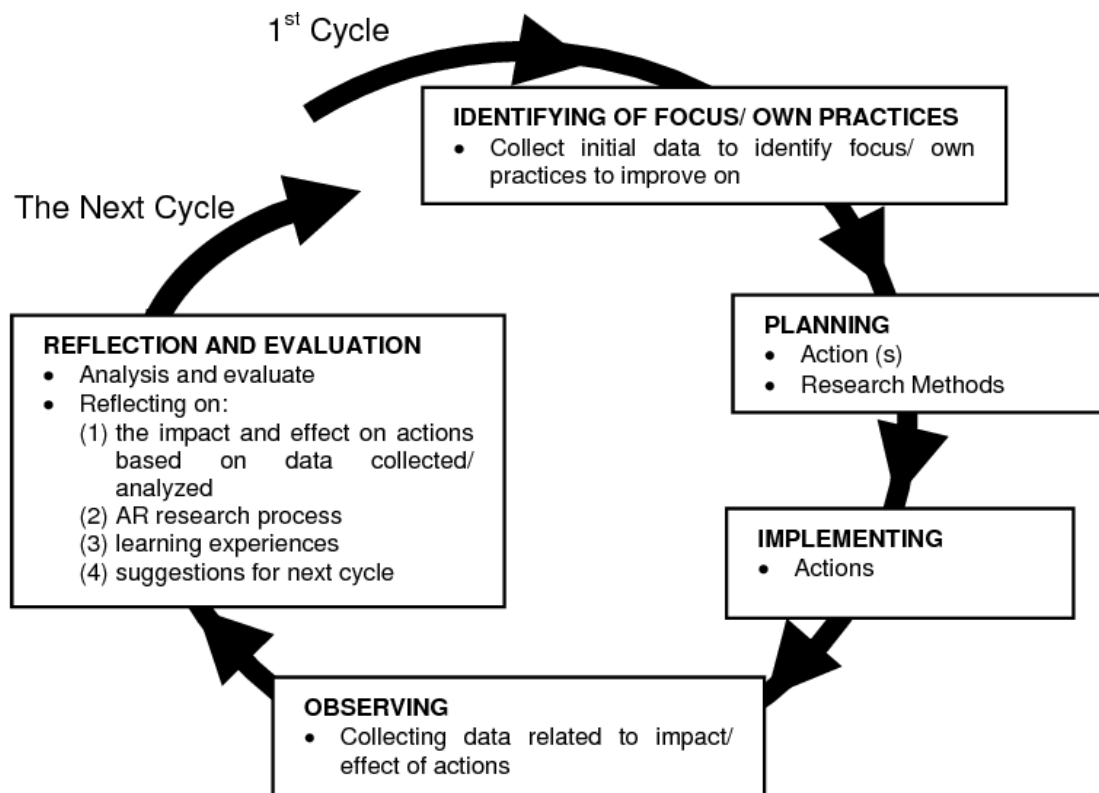 1st Cycle
IDENTIFYING OF FOCUS/ OWN PRACTICES
• Collect initial data to identify focus/ own
practices to improve on
The Next Cycle
PLANNING
• Action (s)
• Research Methods
IMPLEMENTING
• Actions
OBSERVING
• Collecting data related to impact/
effect of actions
REFLECTION AND EVALUATION
• Analysis and evaluate
• Reflecting on:
(1) the impact and effect on actions
based on data collected/
analyzed
(2) AR research process
(3) learning experiences
(4) suggestions for next cycle